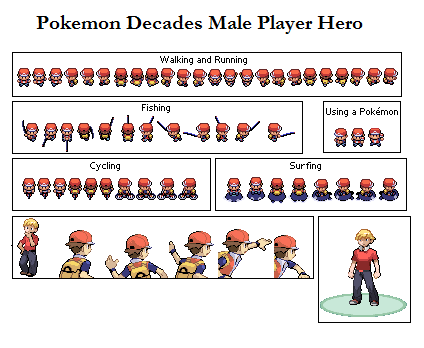 Pokemon Decades Male Player Hero
Walking and Running
Fishing
Using a Pokémon
Cycling
Surfing